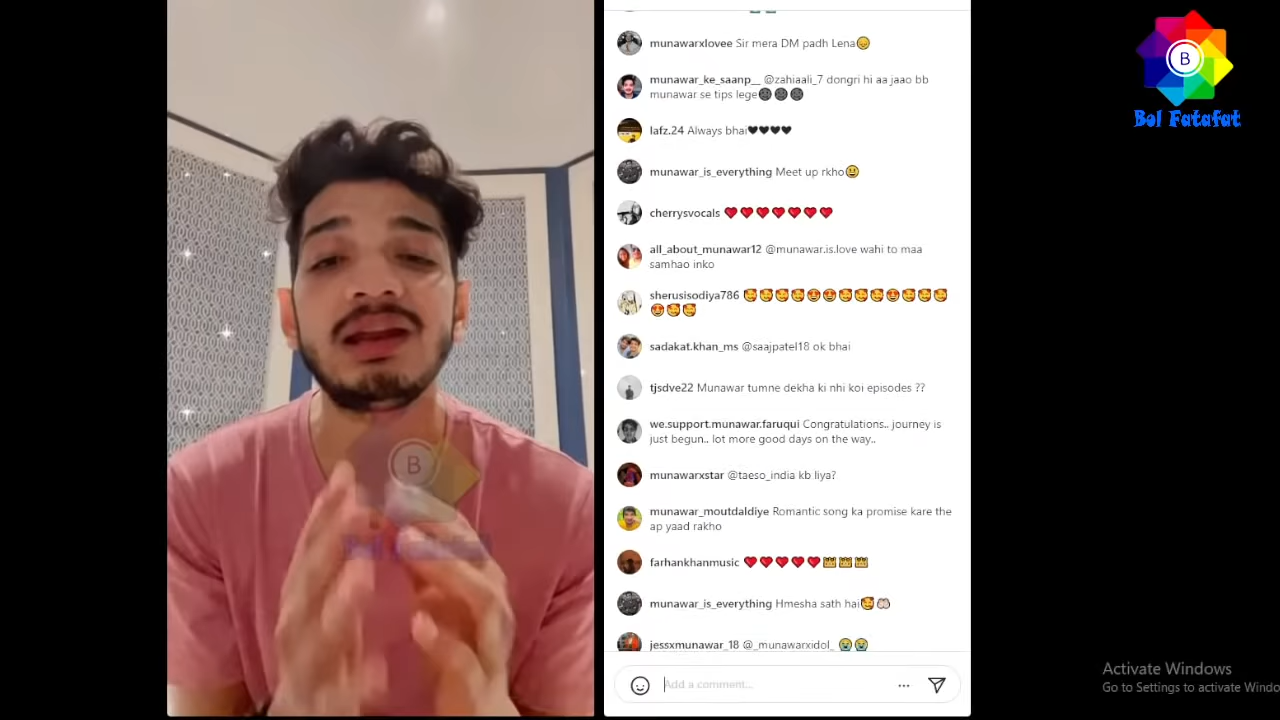 munawarxlovee Sir mera DM padh Lena😞
munawar_ke_saanp__ @zahiaali_7 dongri hi aa jaao bb
munawar se tips lege🌚🌚🌚
lafz.24 Always bhai🖤🖤🖤🖤
munawar_is_everything Meet up rkho😃
cherrysvocals ❤️❤️❤️❤️❤️❤️❤️
all_about_munawar12 @munawar.is.love wahi to maa
samhao inko
sherusisodiya786 🥰🥰🥰🥰😍😍🥰🥰🥰😍🥰🥰🥰
😍🥰🥰
sadakat.khan_ms @saajpatel18 ok bhai
tjsdve22 Munawar tumne dekha ki nhi koi episodes ??
we.support.munawar.faruqui Congratulations.. journey is
just begun.. lot more good days on the way..
munawarxstar @taeso_india kb liya?
munawar_moutdaldiye Romantic song ka promise kare the
ap yaad rakho
farhankhanmusic ❤️❤️❤️❤️❤️👑👑👑
munawar_is_everything Hmesha sath hai🥰🤲
jessxmunawar_18 @_munawarxidol_ 😭😭
Add a comment...
B
Bol Fatafat
B
Bol Fatafat
Activate Windows
Go to Settings to activate Windo